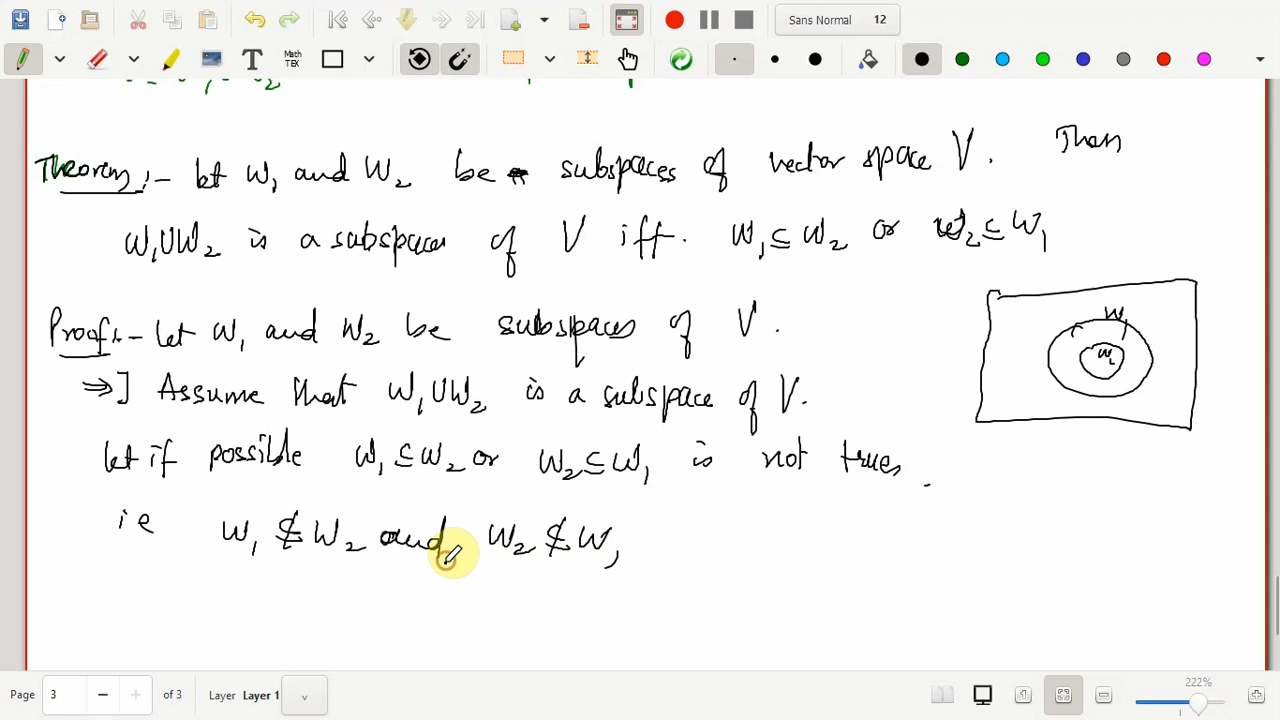 Sans Normal 12
Math TEX
Theorem :- let W1 and W2 be subspaces of vector space V. Then
W1 ∪ W2 is a subspaces of V iff. W1 ⊆ W2 or W2 ⊆ W1
Proof :- let W1 and W2 be subspaces of V.
W1
W2
⇒] Assume that W1 ∪ W2 is a subspace of V.
let if possible W1 ⊆ W2 or W2 ⊆ W1 is not true.
ie W1 ⊈ W2 and W2 ⊈ W1
Page 3 of 3 Layer Layer 1 222%